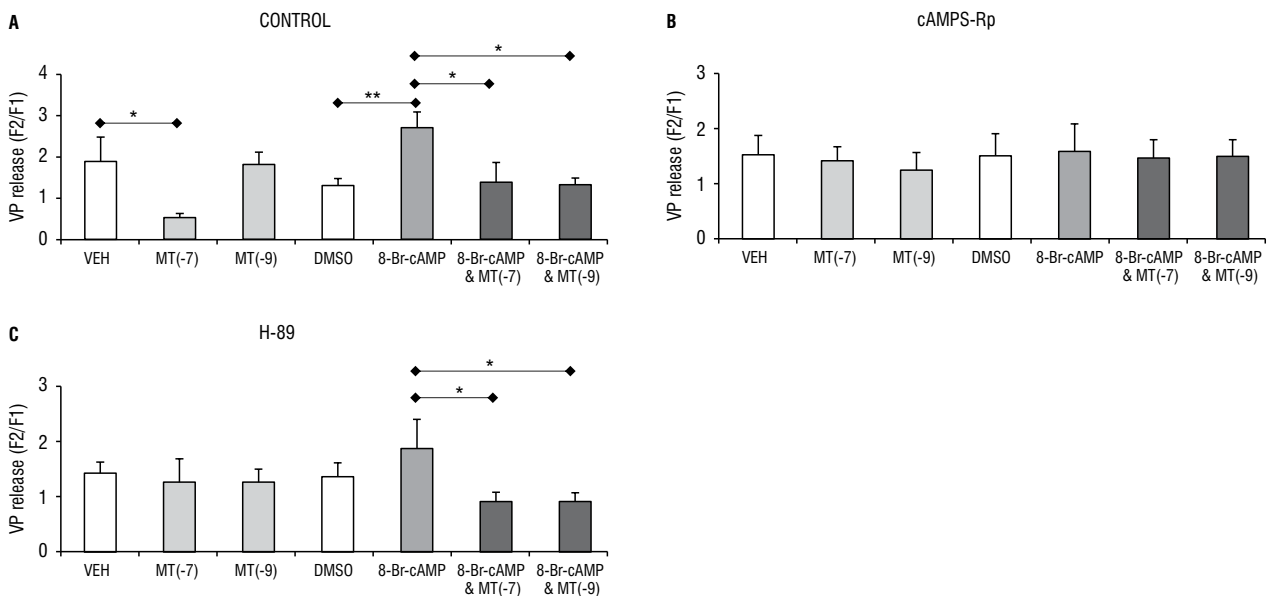 A
CONTROL
VP release (F2/F1)
4
3
2
1
0
*
**
*
*
VEH
MT(-7)
MT(-9)
DMSO
8-Br-cAMP
8-Br-cAMP
& MT(-7)
8-Br-cAMP
& MT(-9)
B
cAMPS-Rp
VP release (F2/F1)
3
2
1
0
VEH
MT(-7)
MT(-9)
DMSO
8-Br-cAMP
8-Br-cAMP
& MT(-7)
8-Br-cAMP
& MT(-9)
C
H-89
VP release (F2/F1)
3
2
1
0
*
*
VEH
MT(-7)
MT(-9)
DMSO
8-Br-cAMP
8-Br-cAMP
& MT(-7)
8-Br-cAMP
& MT(-9)